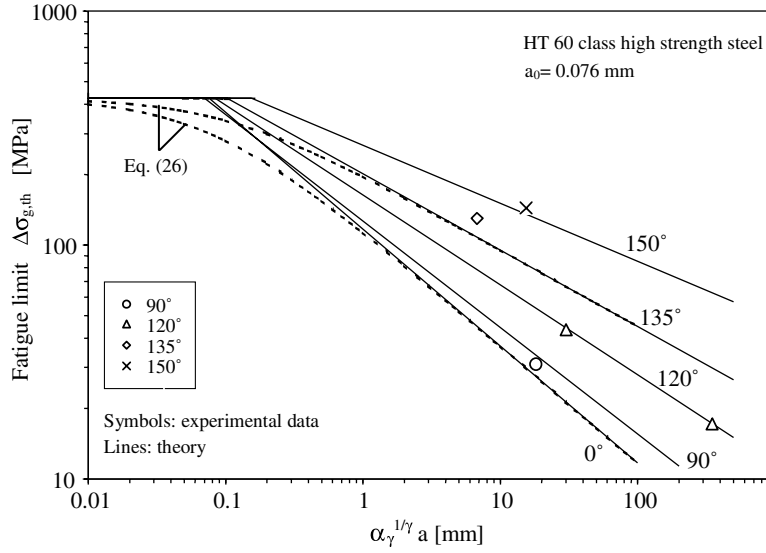 1000
HT 60 class high strength steel
a0= 0.076 mm
Eq. (26)
Fatigue limit Δσg,th [MPa]
100
150˚
135˚
120˚
90˚
0˚
90˚
120˚
135˚
150˚
Symbols: experimental data
Lines: theory
10
0.01
0.1
1
10
100
αγ1/γ a [mm]